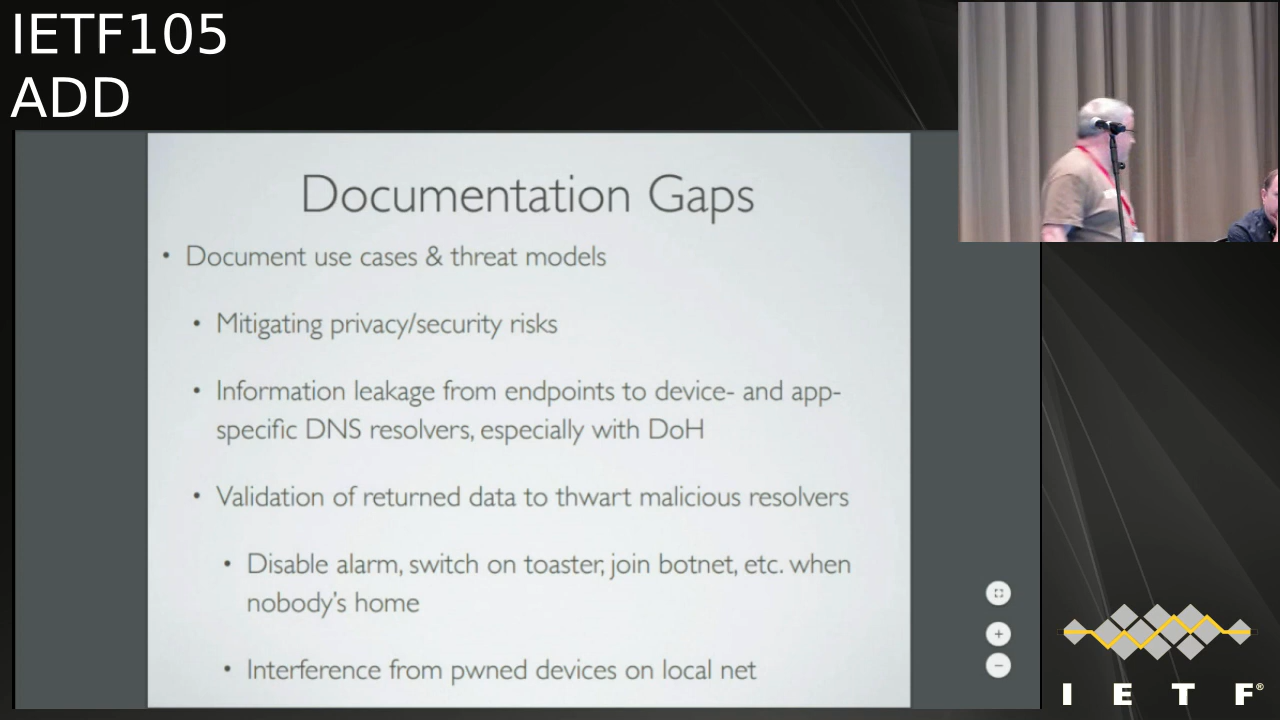 IETF105
ADD
Documentation Gaps
• Document use cases & threat models
• Mitigating privacy/security risks
• Information leakage from endpoints to device- and app-
specific DNS resolvers, especially with DoH
• Validation of returned data to thwart malicious resolvers
• Disable alarm, switch on toaster, join botnet, etc. when
nobody's home
• Interference from pwned devices on local net
I E T F®